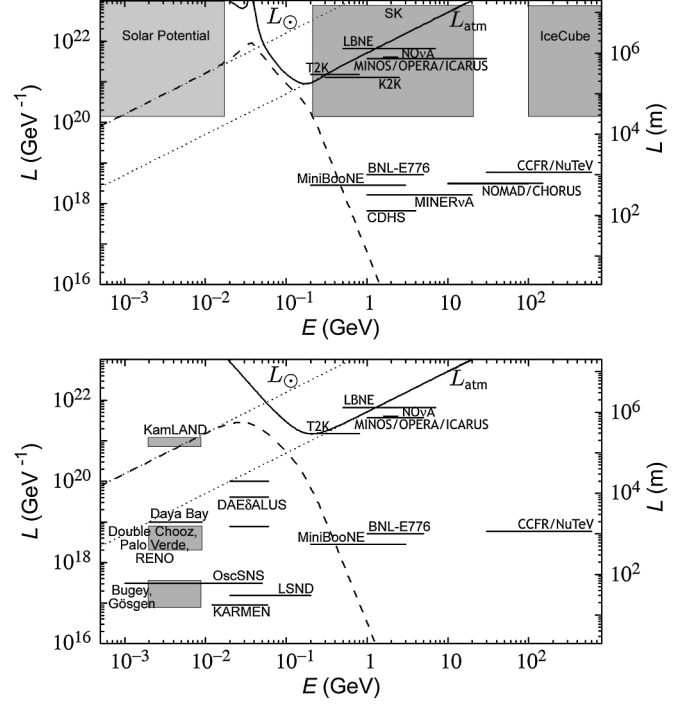 Solar Potential
L⊙
SK
L_atm
IceCube
LBNE
NOνA
T2K
MINOS/OPERA/ICARUS
K2K
BNL-E776
CCFR/NuTeV
MiniBooNE
NOMAD/CHORUS
MINERνA
CDHS
10^22
10^20
10^18
10^16
L (GeV^-1)
10^6
10^4
10^2
L (m)
10^−3
10^−2
10^−1
1
10
10^2
E (GeV)
L⊙
L_atm
LBNE
NOνA
T2K
MINOS/OPERA/ICARUS
KamLAND
DAEδALUS
Daya Bay
Double Chooz,
Palo Verde,
RENO
BNL-E776
CCFR/NuTeV
MiniBooNE
OscSNS
Bugey,
Gösgen
LSND
KARMEN
10^22
10^20
10^18
10^16
L (GeV^-1)
10^6
10^4
10^2
L (m)
10^−3
10^−2
10^−1
1
10
10^2
E (GeV)